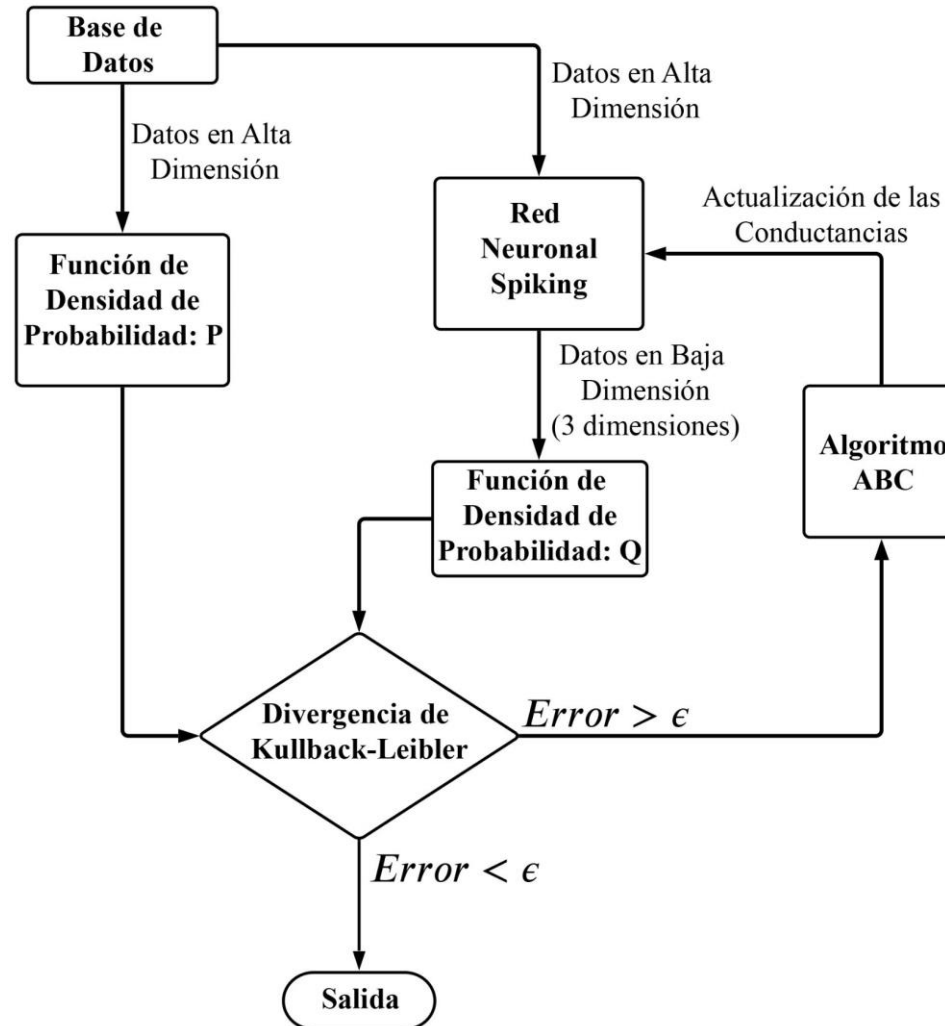 Base de
Datos
Datos en Alta
Dimensión
Datos en Alta
Dimensión
Función de
Densidad de
Probabilidad: P
Red
Neuronal
Spiking
Actualización de las
Conductancias
Datos en Baja
Dimensión
(3 dimensiones)
Algoritmo
ABC
Función de
Densidad de
Probabilidad: Q
Divergencia de
Kullback-Leibler
Error > ϵ
Error < ϵ
Salida